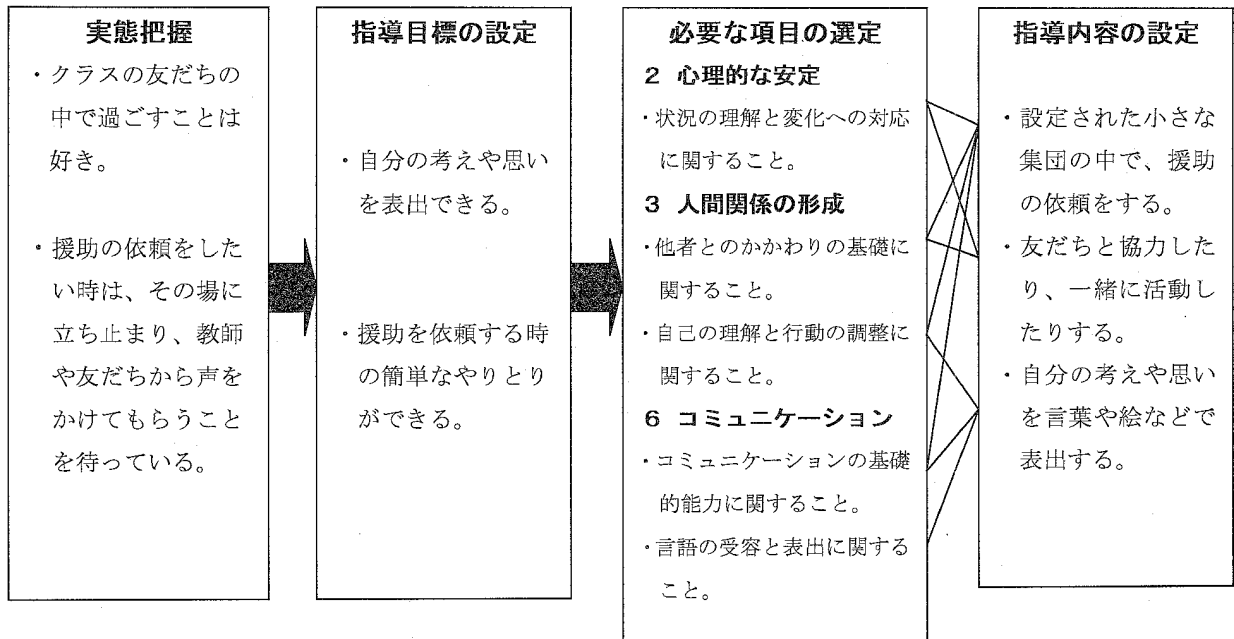 実態把握
・クラスの友だちの
中で過ごすことは
好き。
・援助の依頼をした
い時は、その場に
立ち止まり、教師
や友だちから声を
かけてもらうこと
を待っている。
指導目標の設定
・自分の考えや思い
を表出できる。
・援助を依頼する時
の簡単なやりとり
ができる。
必要な項目の選定
2 心理的な安定
・状況の理解と変化への対応
に関すること。
3 人間関係の形成
・他者とのかかわりの基礎に
関すること。
・自己の理解と行動の調整に
関すること。
6 コミュニケーション
・コミュニケーションの基礎
的能力に関すること。
・言語の受容と表出に関する
こと。
指導内容の設定
・設定された小さな
集団の中で、援助
の依頼をする。
・友だちと協力した
り、一緒に活動し
たりする。
・自分の考えや思い
を言葉や絵などで
表出する。